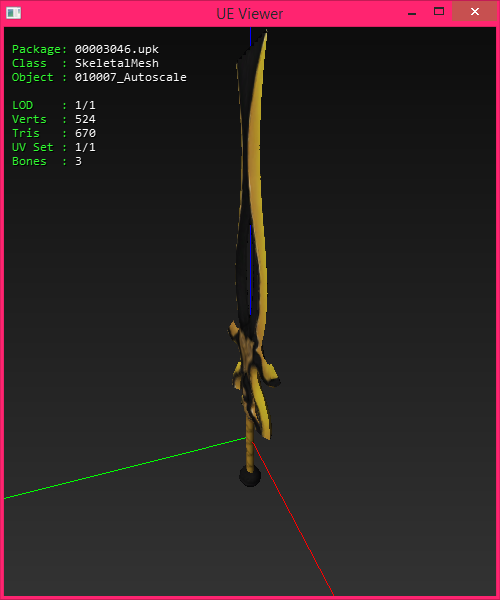 UE Viewer
Package: 00003046.upk
Class : SkeletalMesh
Object : 010007_Autoscale
LOD : 1/1
Verts : 524
Tris : 670
UV Set : 1/1
Bones : 3